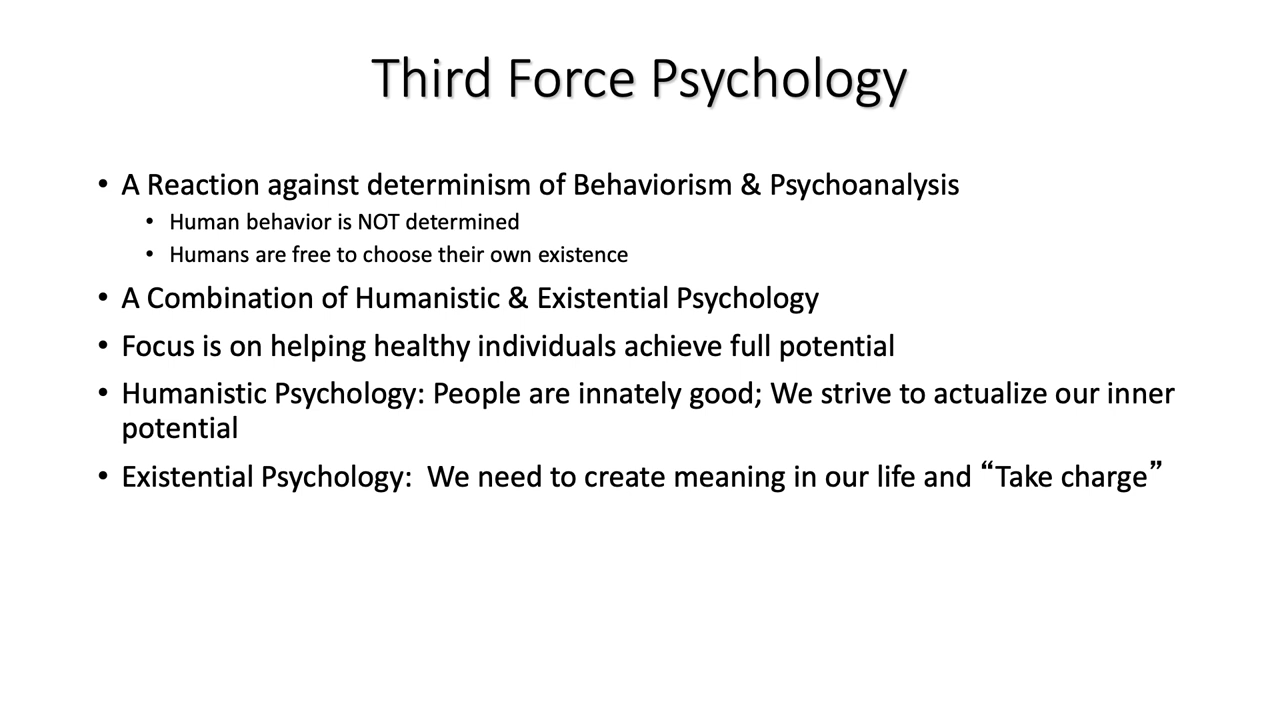 Third Force Psychology
• A Reaction against determinism of Behaviorism & Psychoanalysis
• Human behavior is NOT determined
• Humans are free to choose their own existence
• A Combination of Humanistic & Existential Psychology
• Focus is on helping healthy individuals achieve full potential
• Humanistic Psychology: People are innately good; We strive to actualize our inner
potential
• Existential Psychology:  We need to create meaning in our life and “Take charge”